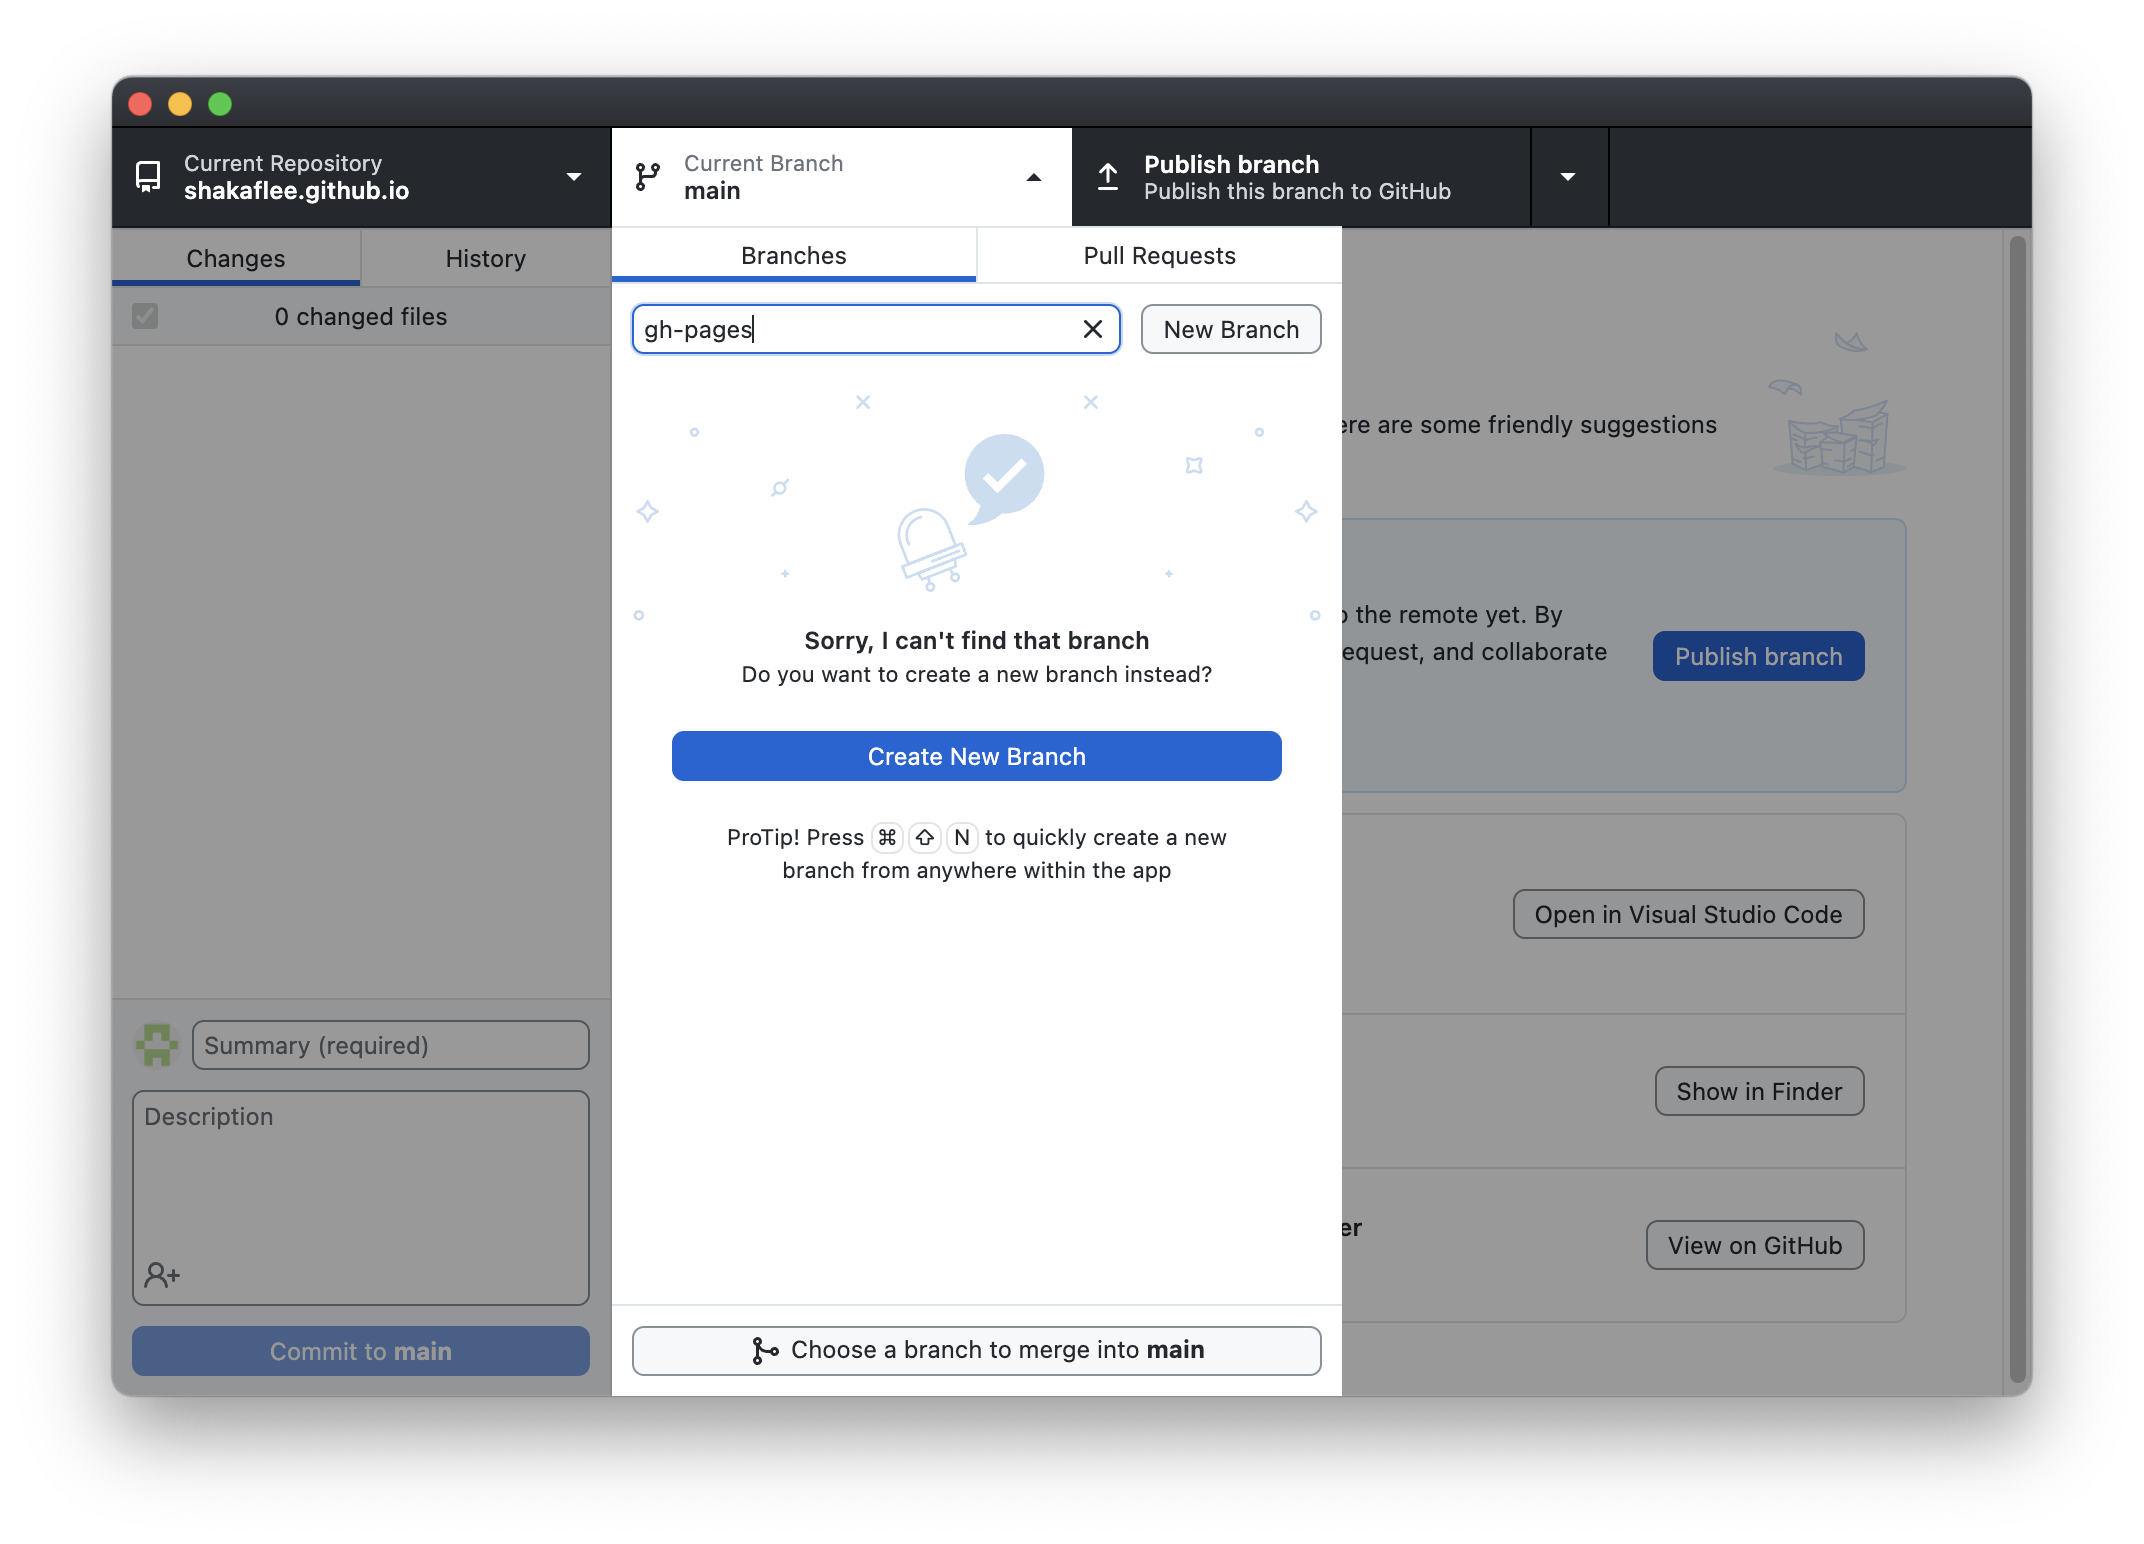 Current Repository
shakaflee.github.io
Current Branch
main
Publish branch
Publish this branch to GitHub
Changes
History
0 changed files
Branches
Pull Requests
gh-pages
New Branch
Sorry, I can't find that branch
Do you want to create a new branch instead?
Create New Branch
ProTip! Press ⌘ ⇧ N to quickly create a new
branch from anywhere within the app
Choose a branch to merge into main
ere are some friendly suggestions
o the remote yet. By
equest, and collaborate
Publish branch
Open in Visual Studio Code
Show in Finder
er
View on GitHub
Summary (required)
Description
Commit to main